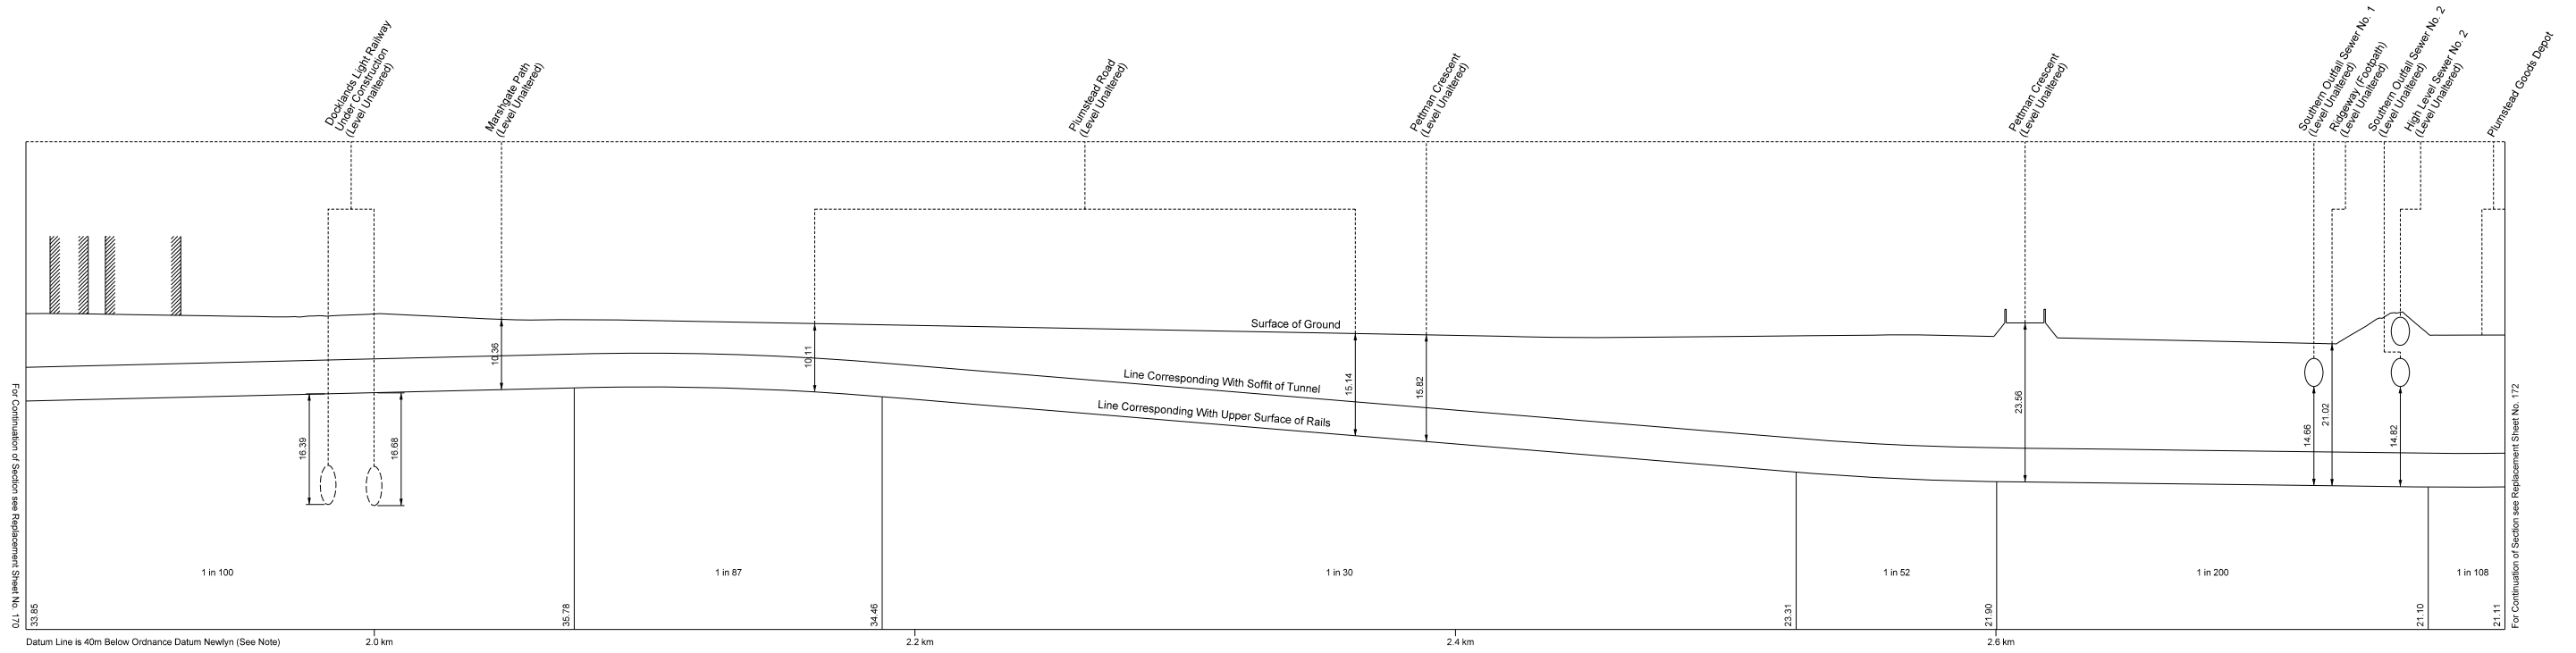 Docklands Light Railway
Under Construction
(Level Unaltered)
Marshgate Path
(Level Unaltered)
Plumstead Road
(Level Unaltered)
Pettman Crescent
(Level Unaltered)
Pettman Crescent
(Level Unaltered)
Southern Outfall Sewer No. 1
(Level Unaltered)
Ridgeway (Footpath)
(Level Unaltered)
Southern Outfall Sewer No. 2
(Level Unaltered)
High Level Sewer No. 2
(Level Unaltered)
Plumstead Goods Depot
Surface of Ground
Line Corresponding With Soffit of Tunnel
Line Corresponding With Upper Surface of Rails
16.39
16.68
10.36
10.11
15.14
15.82
23.56
14.66
21.02
14.82
For Continuation of Section see Replacement Sheet No. 170
For Continuation of Section see Replacement Sheet No. 172
1 in 100
1 in 87
1 in 30
1 in 52
1 in 200
1 in 108
33.85
35.78
34.46
23.31
21.90
21.10
21.11
Datum Line is 40m Below Ordnance Datum Newlyn (See Note)
2.0 km
2.2 km
2.4 km
2.6 km